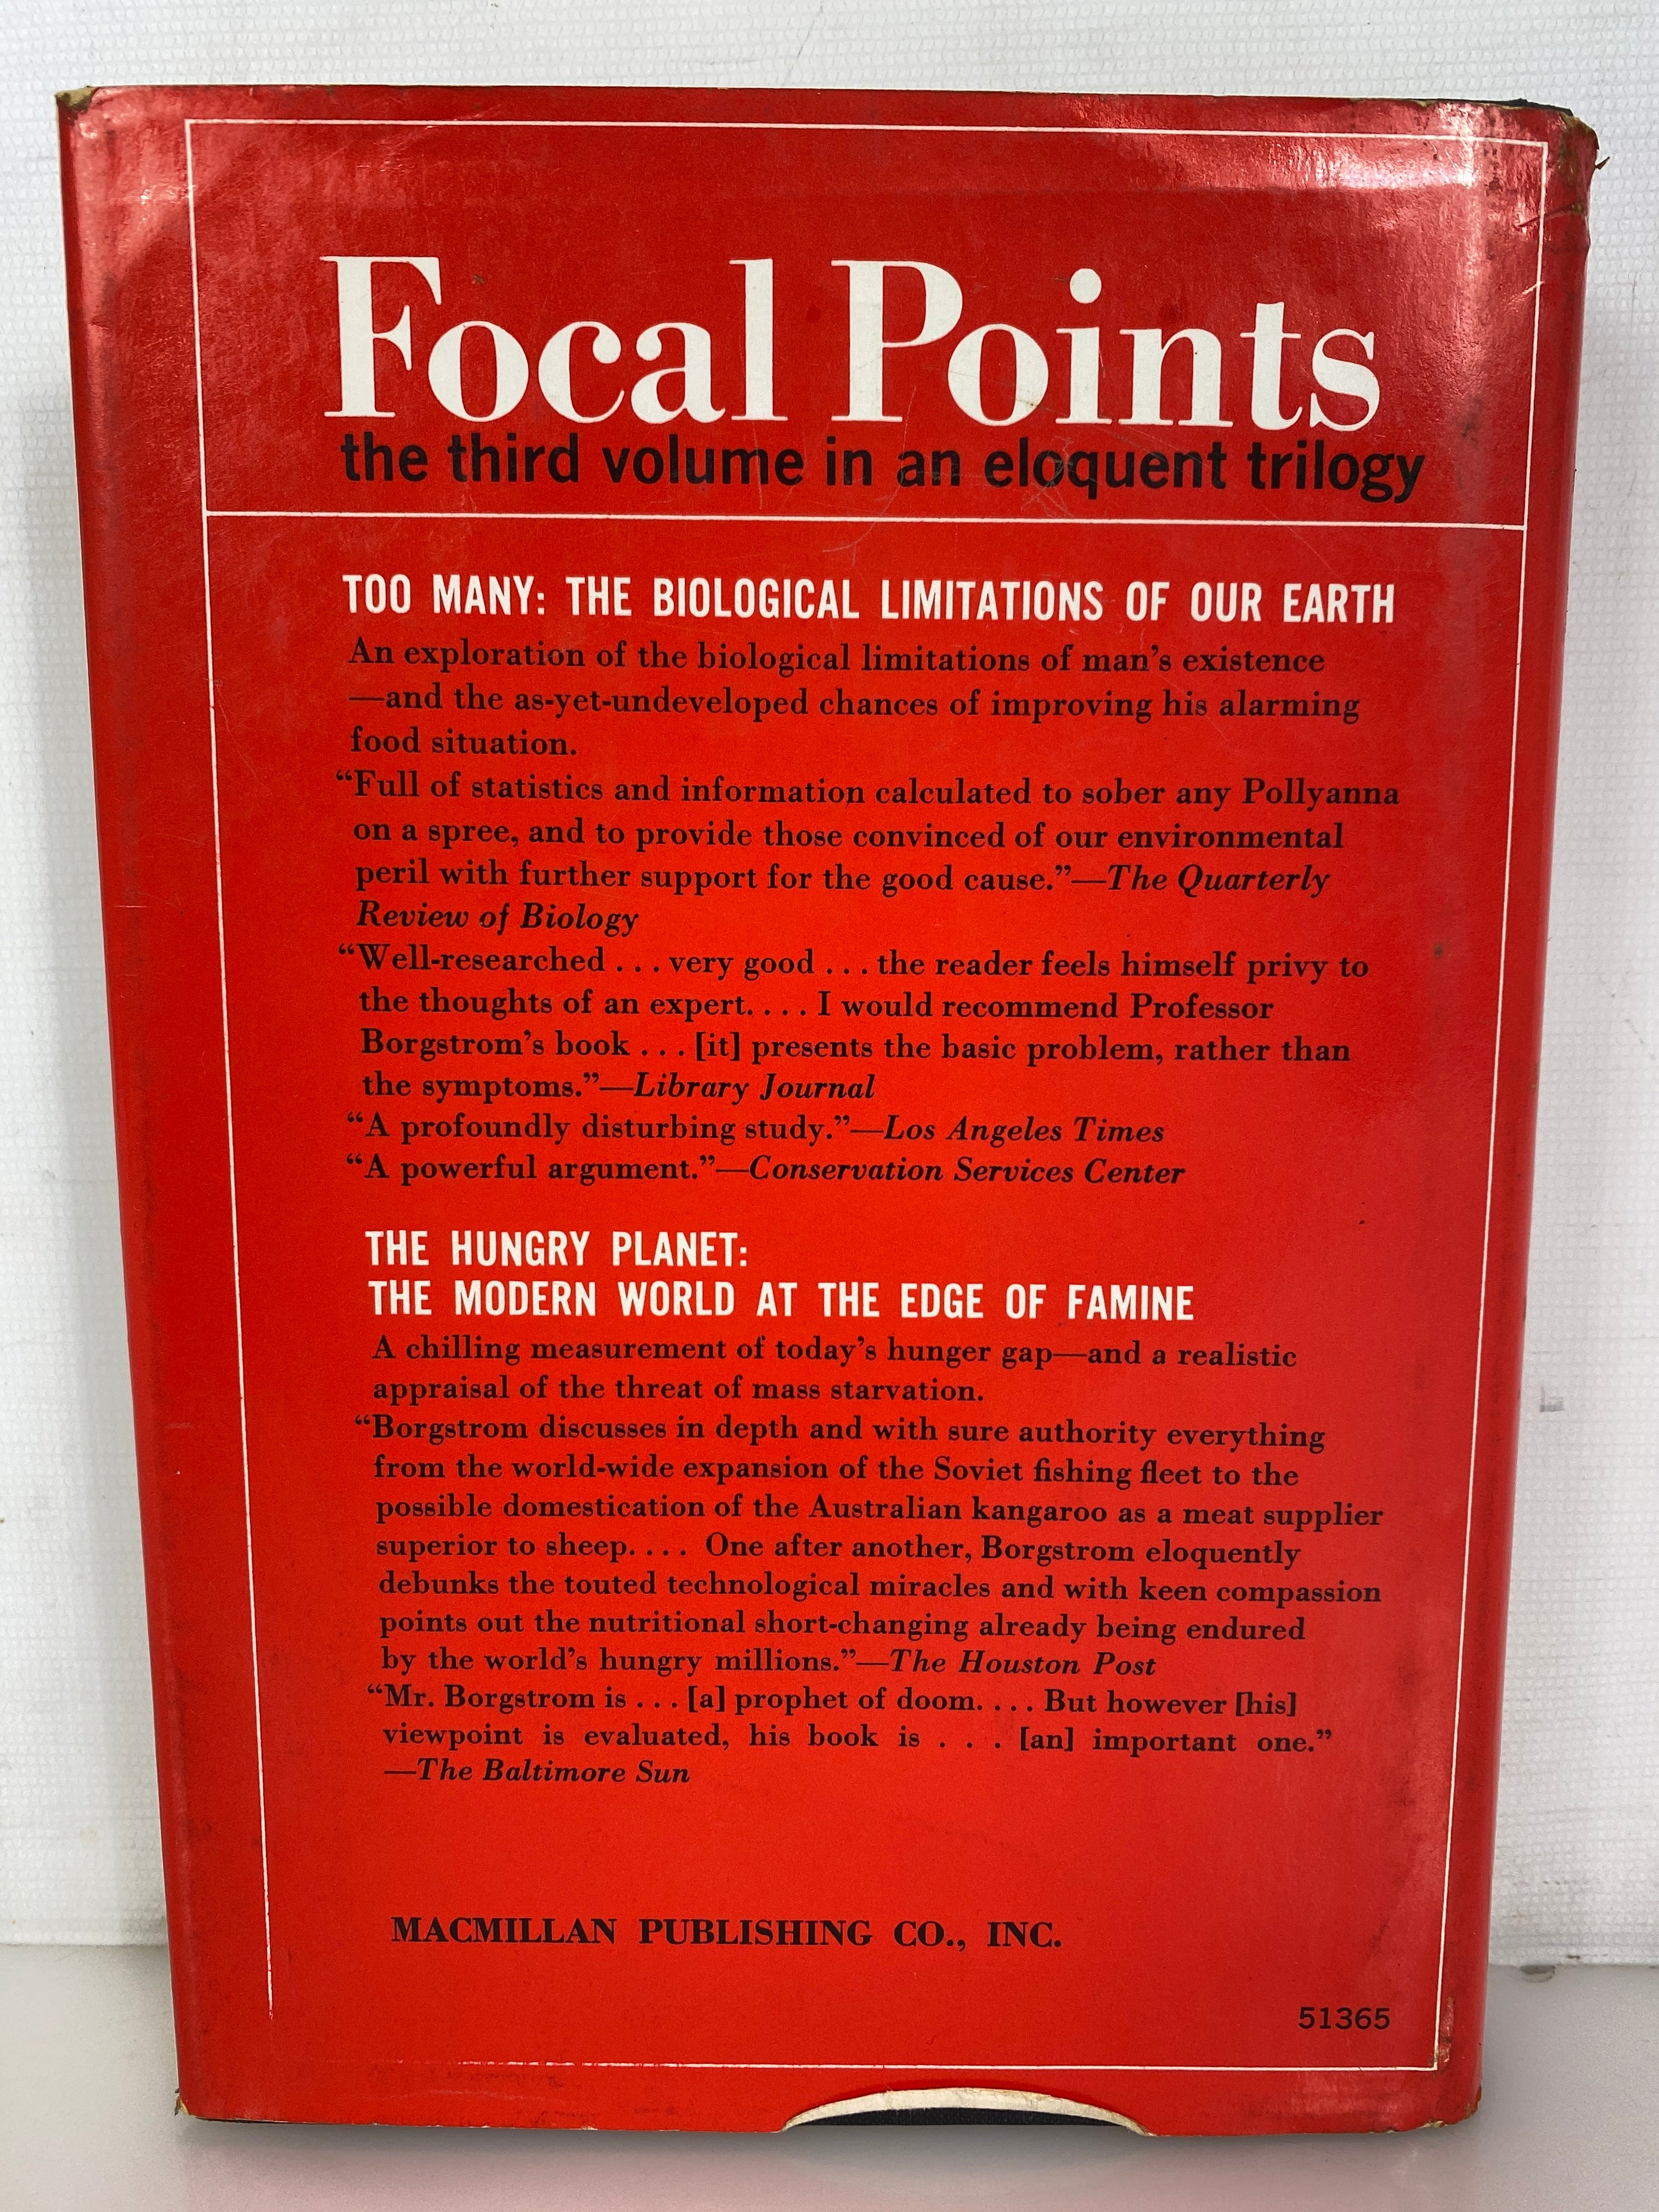 Focal Points
the third volume in an eloquent trilogy
TOO MANY: THE BIOLOGICAL LIMITATIONS OF OUR EARTH
An exploration of the biological limitations of man's existence
—and the as-yet-undeveloped chances of improving his alarming
food situation.
“Full of statistics and information calculated to sober any Pollyanna
on a spree, and to provide those convinced of our environmental
peril with further support for the good cause.”—The Quarterly
Review of Biology
“Well-researched . . . very good . . . the reader feels himself privy to
the thoughts of an expert. . . . I would recommend Professor
Borgstrom's book . . . [it] presents the basic problem, rather than
the symptoms.”—Library Journal
“A profoundly disturbing study.”—Los Angeles Times
“A powerful argument.”—Conservation Services Center
THE HUNGRY PLANET:
THE MODERN WORLD AT THE EDGE OF FAMINE
A chilling measurement of today's hunger gap—and a realistic
appraisal of the threat of mass starvation.
“Borgstrom discusses in depth and with sure authority everything
from the world-wide expansion of the Soviet fishing fleet to the
possible domestication of the Australian kangaroo as a meat supplier
superior to sheep. . . . One after another, Borgstrom eloquently
debunks the touted technological miracles and with keen compassion
points out the nutritional short-changing already being endured
by the world's hungry millions.”—The Houston Post
“Mr. Borgstrom is . . . [a] prophet of doom. . . . But however [his]
viewpoint is evaluated, his book is . . . [an] important one.”
—The Baltimore Sun
MACMILLAN PUBLISHING CO., INC.
51365